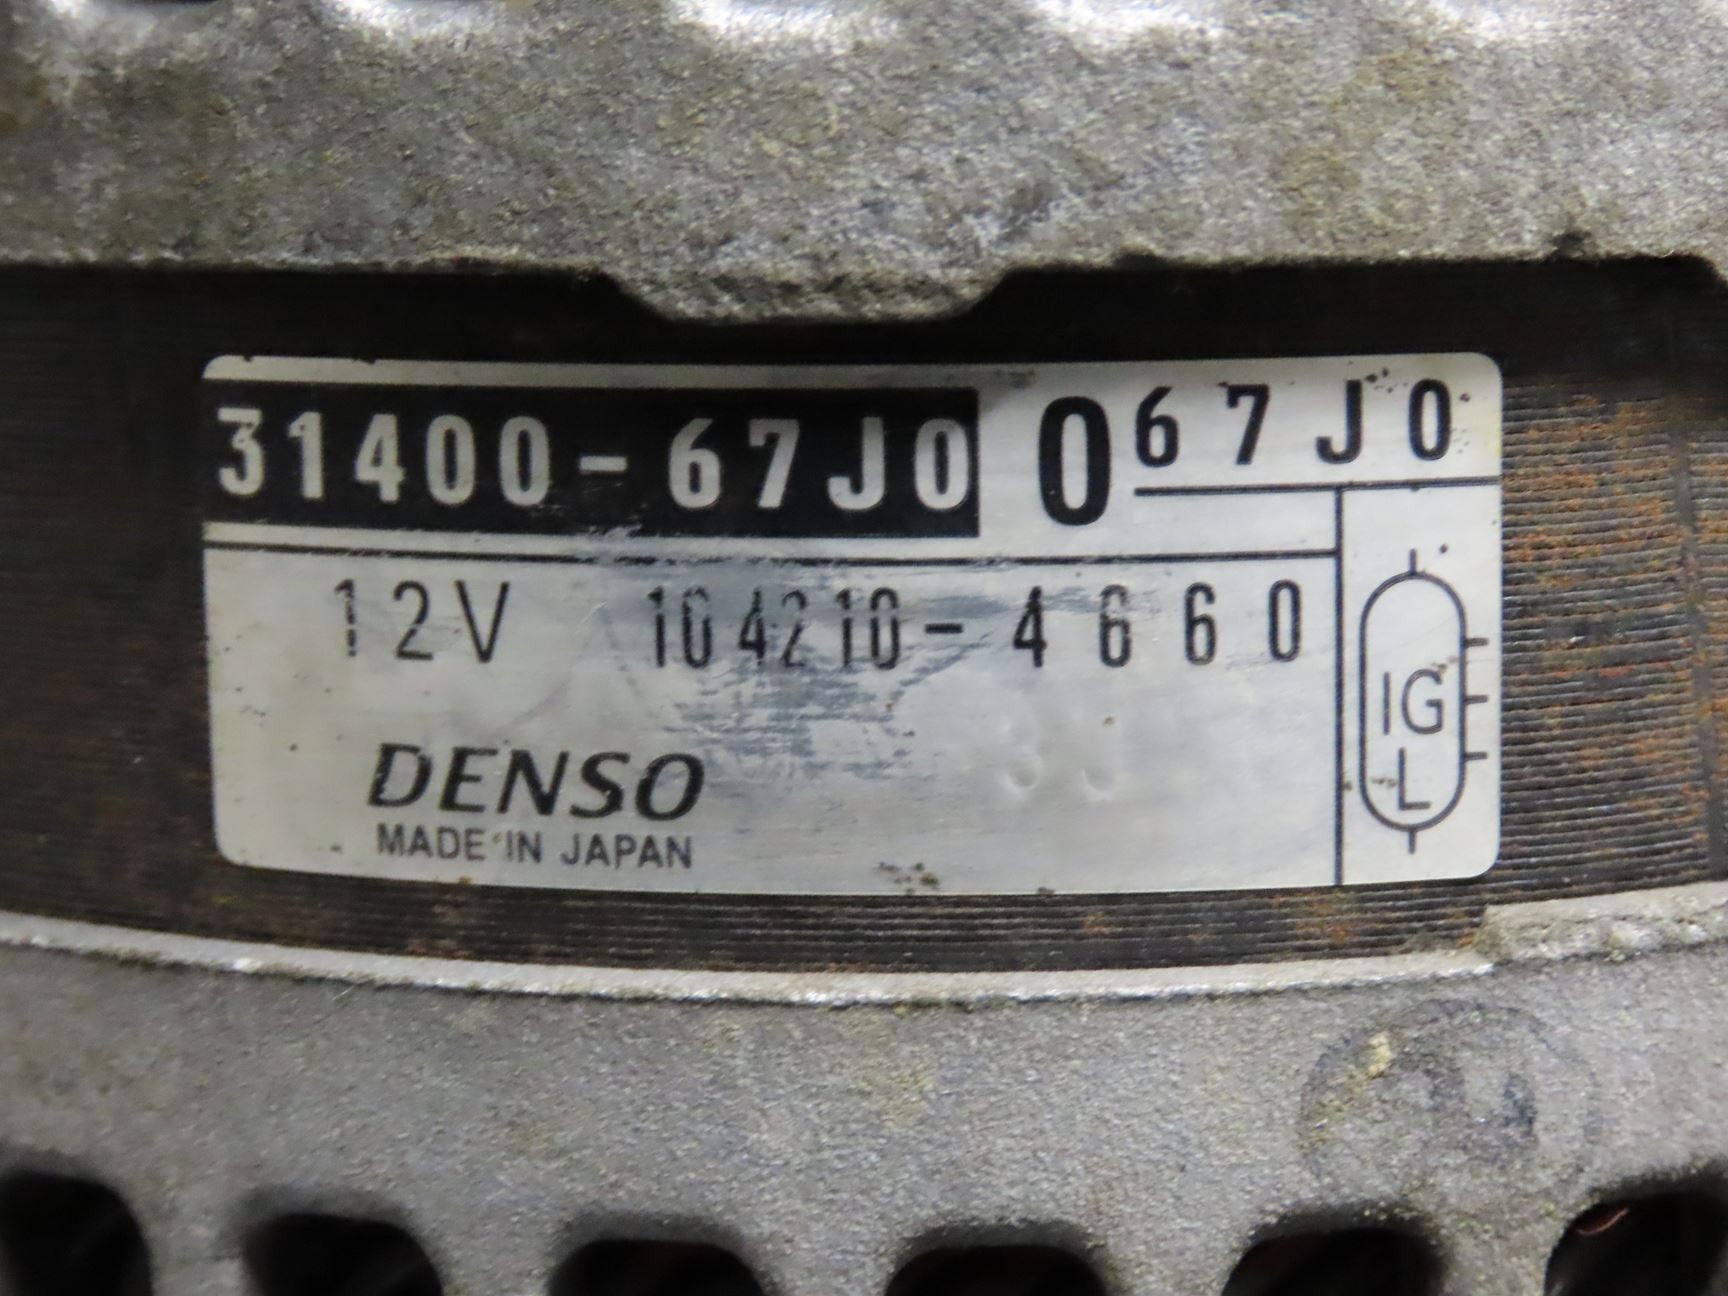 31400-67J0 0 67J0
12V 104210-4660
IG
L
DENSO
MADE IN JAPAN